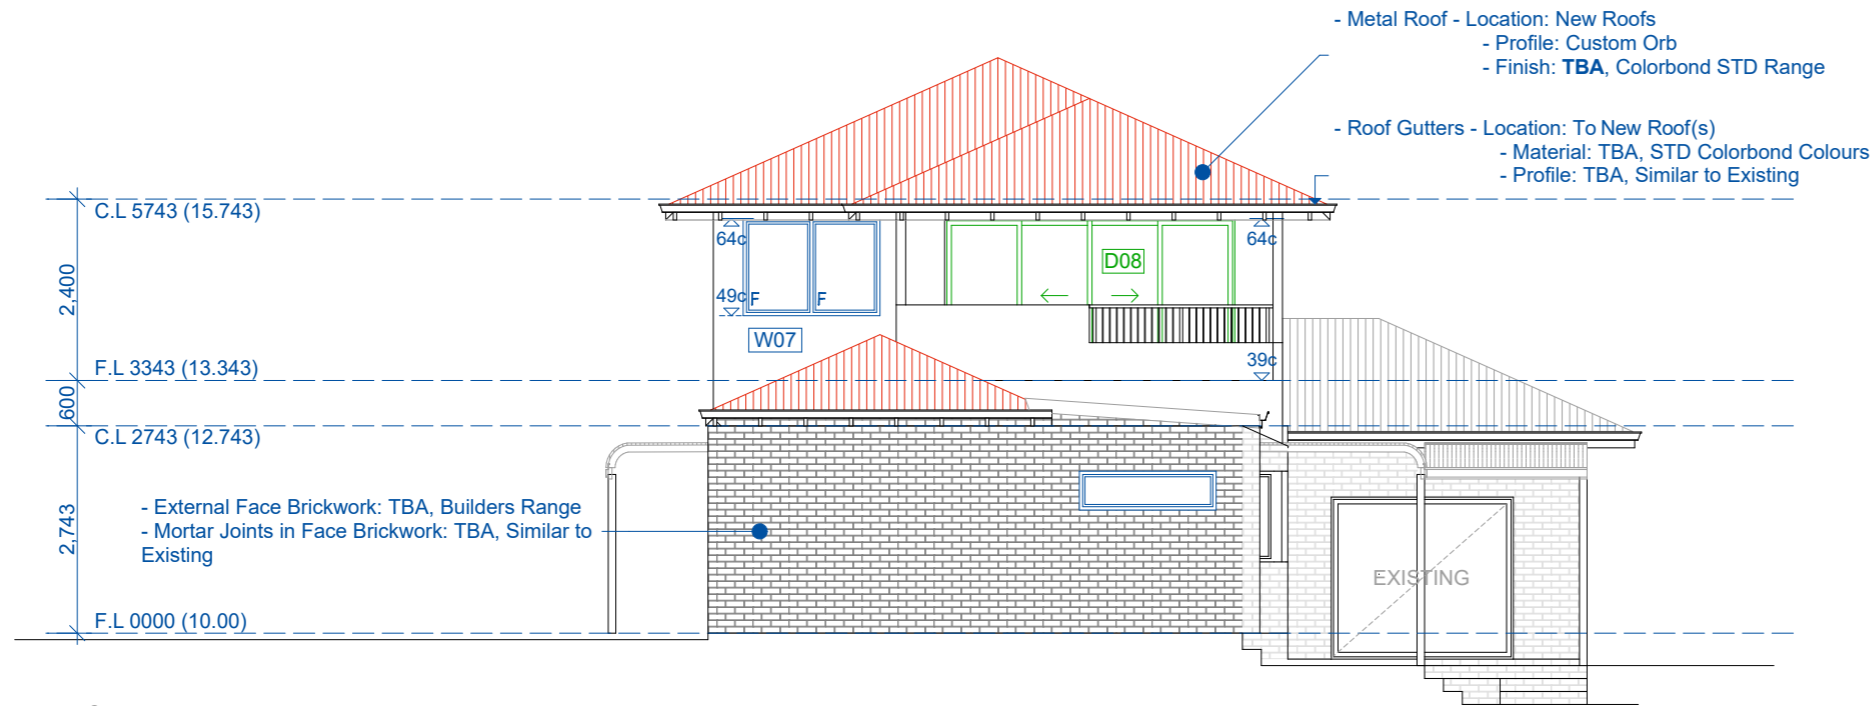 - Metal Roof - Location: New Roofs
- Profile: Custom Orb
- Finish: TBA, Colorbond STD Range
- Roof Gutters - Location: To New Roof(s)
- Material: TBA, STD Colorbond Colours
- Profile: TBA, Similar to Existing
C.L 5743 (15.743)
64c
64c
D08
2,400
49c
F
F
W07
39c
F.L 3343 (13.343)
600
C.L 2743 (12.743)
2,743
- External Face Brickwork: TBA, Builders Range
- Mortar Joints in Face Brickwork: TBA, Similar to
Existing
EXISTING
F.L 0000 (10.00)